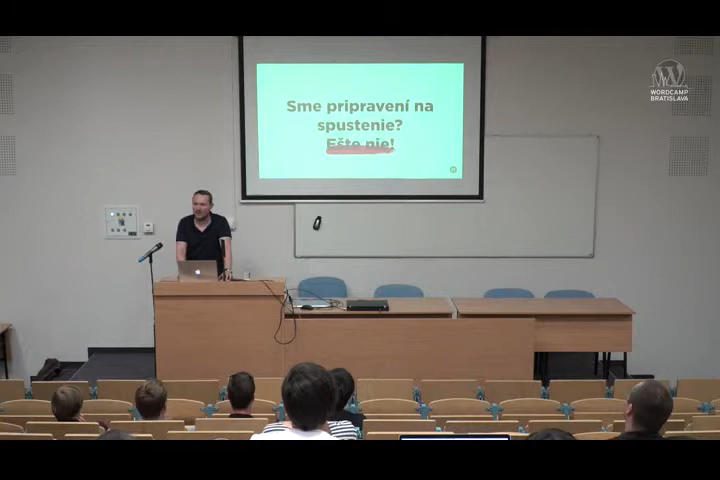 Sme pripravení na
spustenie?
Ešte nie!
WORDCAMP
BRATISLAVA